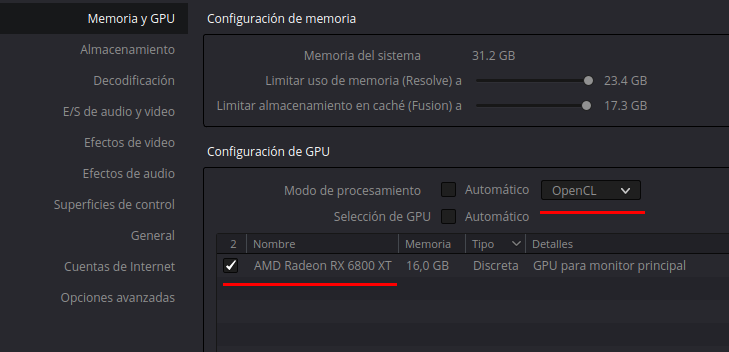 Memoria y GPU
Almacenamiento
Decodificación
E/S de audio y video
Efectos de video
Efectos de audio
Superficies de control
General
Cuentas de Internet
Opciones avanzadas
Configuración de memoria
Memoria del sistema 31.2 GB
Limitar uso de memoria (Resolve) a 23.4 GB
Limitar almacenamiento en caché (Fusion) a 17.3 GB
Configuración de GPU
Modo de procesamiento Automático OpenCL
Selección de GPU Automático
2 Nombre Memoria Tipo Detalles
AMD Radeon RX 6800 XT 16,0 GB Discreta GPU para monitor principal